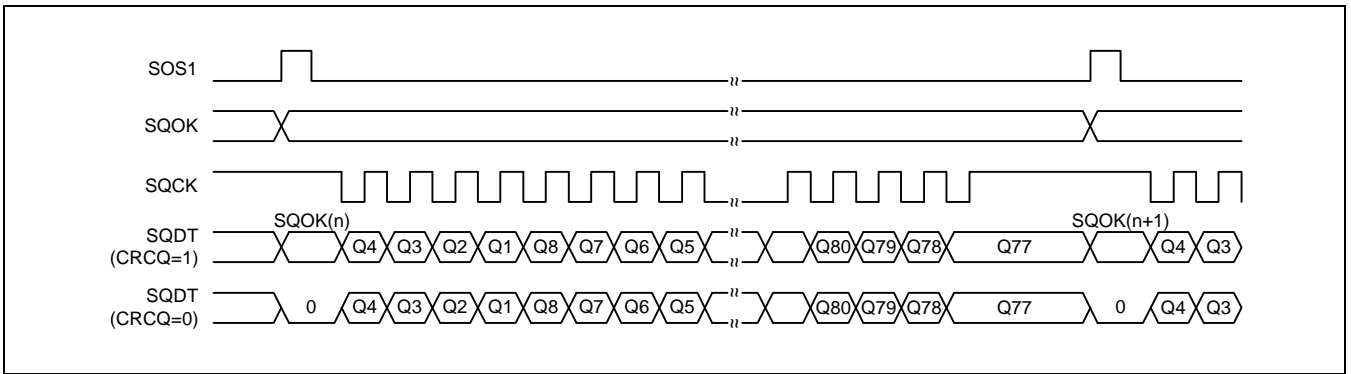 SOS1
SQOK
SQCK
SQOK(n) SQOK(n+1)
SQDT
(CRCQ=1)
Q4 Q3 Q2 Q1 Q8 Q7 Q6 Q5 Q80 Q79 Q78 Q77 Q4 Q3
SQDT
(CRCQ=0)
0 Q4 Q3 Q2 Q1 Q8 Q7 Q6 Q5 Q80 Q79 Q78 Q77 0 Q4 Q3